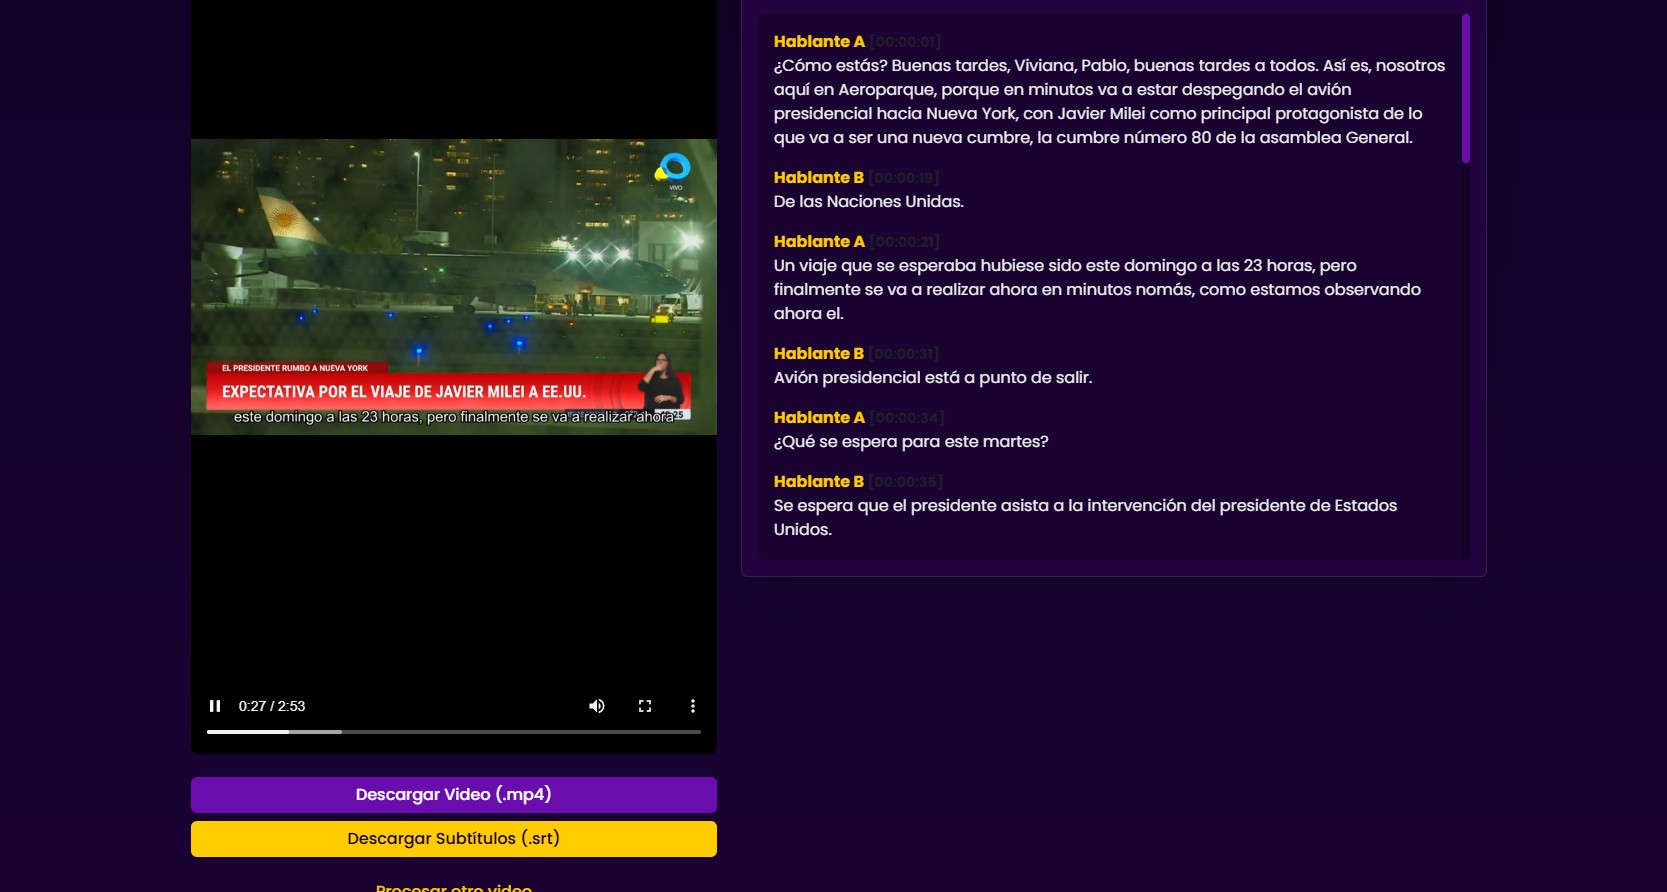 VIVO
EL PRESIDENTE RUMBO A NUEVA YORK
EXPECTATIVA POR EL VIAJE DE JAVIER MILEI A EE.UU.
este domingo a las 23 horas, pero finalmente se va a realizar ahora
0:27 / 2:53
Descargar Video (.mp4)
Descargar Subtítulos (.srt)
Procesar otro video
Hablante A [00:00:01]
¿Cómo estás? Buenas tardes, Viviana, Pablo, buenas tardes a todos. Así es, nosotros
aquí en Aeroparque, porque en minutos va a estar despegando el avión
presidencial hacia Nueva York, con Javier Milei como principal protagonista de lo
que va a ser una nueva cumbre, la cumbre número 80 de la asamblea General.
Hablante B [00:00:19]
De las Naciones Unidas.
Hablante A [00:00:21]
Un viaje que se esperaba hubiese sido este domingo a las 23 horas, pero
finalmente se va a realizar ahora en minutos nomás, como estamos observando
ahora el.
Hablante B [00:00:31]
Avión presidencial está a punto de salir.
Hablante A [00:00:34]
¿Qué se espera para este martes?
Hablante B [00:00:35]
Se espera que el presidente asista a la intervención del presidente de Estados
Unidos.